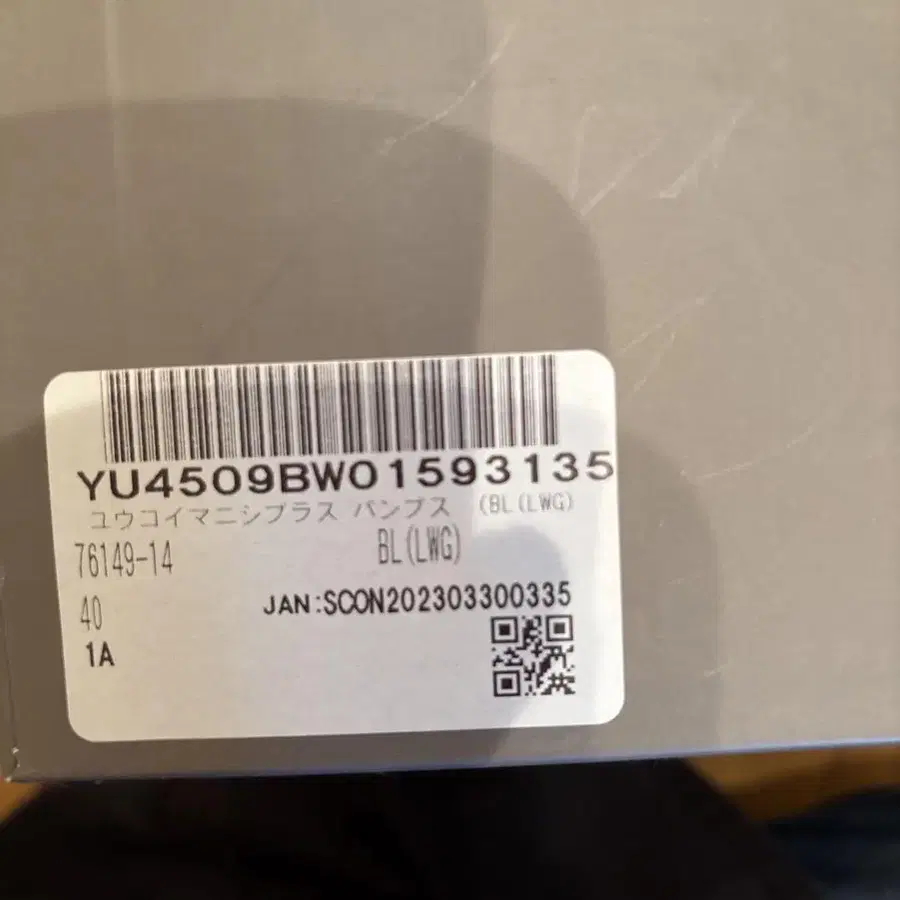 YU4509BW01593135
ユウコイマニシプラス パンプス (BL(LWG)
76149-14 BL(LWG)
40 JAN:SCON202303300335
1A